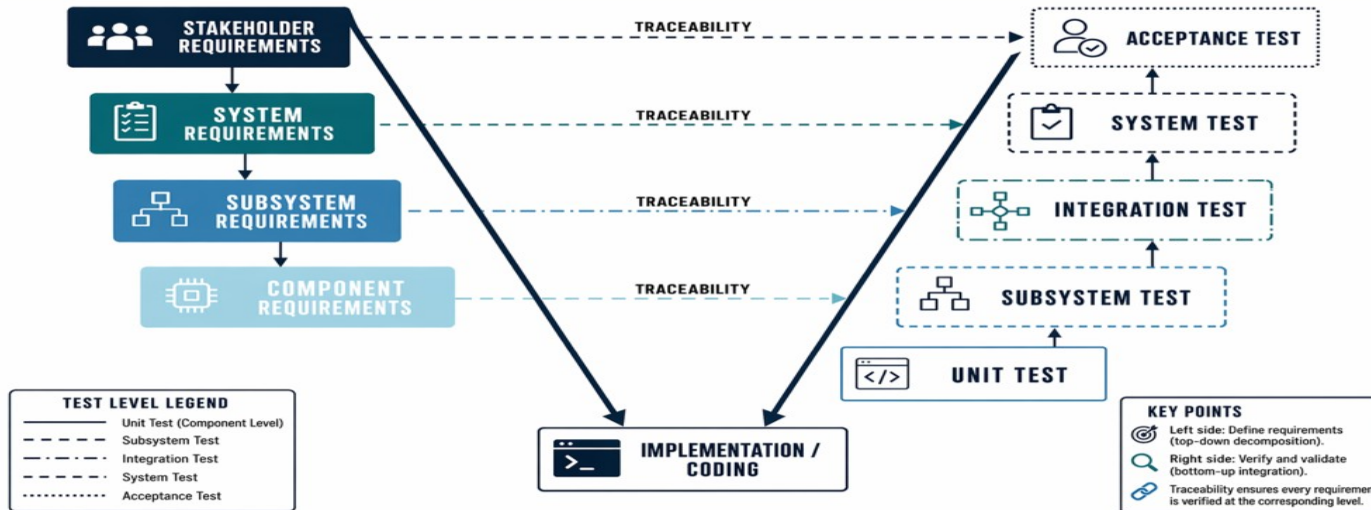 STAKEHOLDER
REQUIREMENTS
TRACEABILITY
ACCEPTANCE TEST
SYSTEM
REQUIREMENTS
TRACEABILITY
SYSTEM TEST
SUBSYSTEM
REQUIREMENTS
TRACEABILITY
INTEGRATION TEST
COMPONENT
REQUIREMENTS
TRACEABILITY
SUBSYSTEM TEST
</>
UNIT TEST
TEST LEVEL LEGEND
Unit Test (Component Level)
Subsystem Test
Integration Test
System Test
Acceptance Test
>_
IMPLEMENTATION /
CODING
KEY POINTS
Left side: Define requirements
(top-down decomposition).
Right side: Verify and validate
(bottom-up integration).
Traceability ensures every requiremen
is verified at the corresponding level.